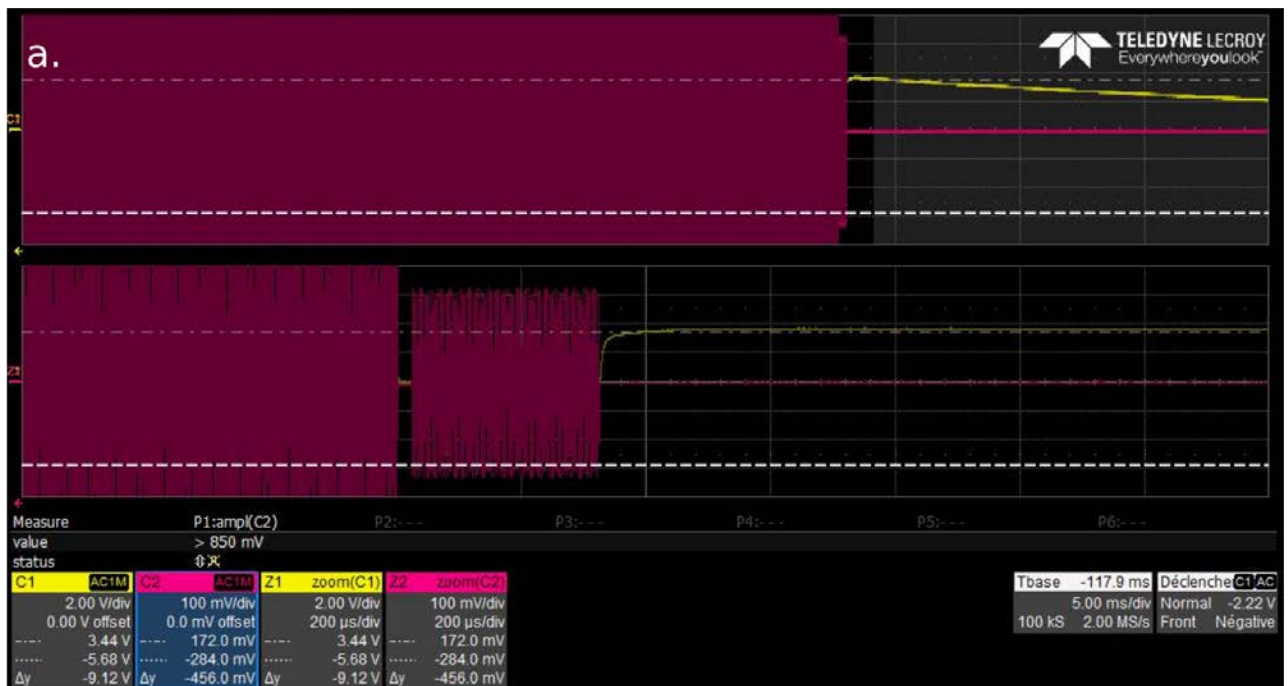 a.
TELEDYNE LECROY
Everywhereyoulook™
C1
Z1
Measure P1:ampl(C2) P2:- - - P3:- - - P4:- - - P5:- - - P6:- - -
value > 850 mV
status
C1 AC1M C2 AC1M Z1 zoom(C1) Z2 zoom(C2) Tbase -117.9 ms Déclenche C1 AC
2.00 V/div 100 mV/div 2.00 V/div 100 mV/div 5.00 ms/div Normal -2.22 V
0.00 V offset 0.0 mV offset 200 µs/div 200 µs/div 100 kS 2.00 MS/s Front Négative
3.44 V 172.0 mV 3.44 V 172.0 mV
-5.68 V -284.0 mV -5.68 V -284.0 mV
Δy -9.12 V Δy -456.0 mV Δy -9.12 V Δy -456.0 mV